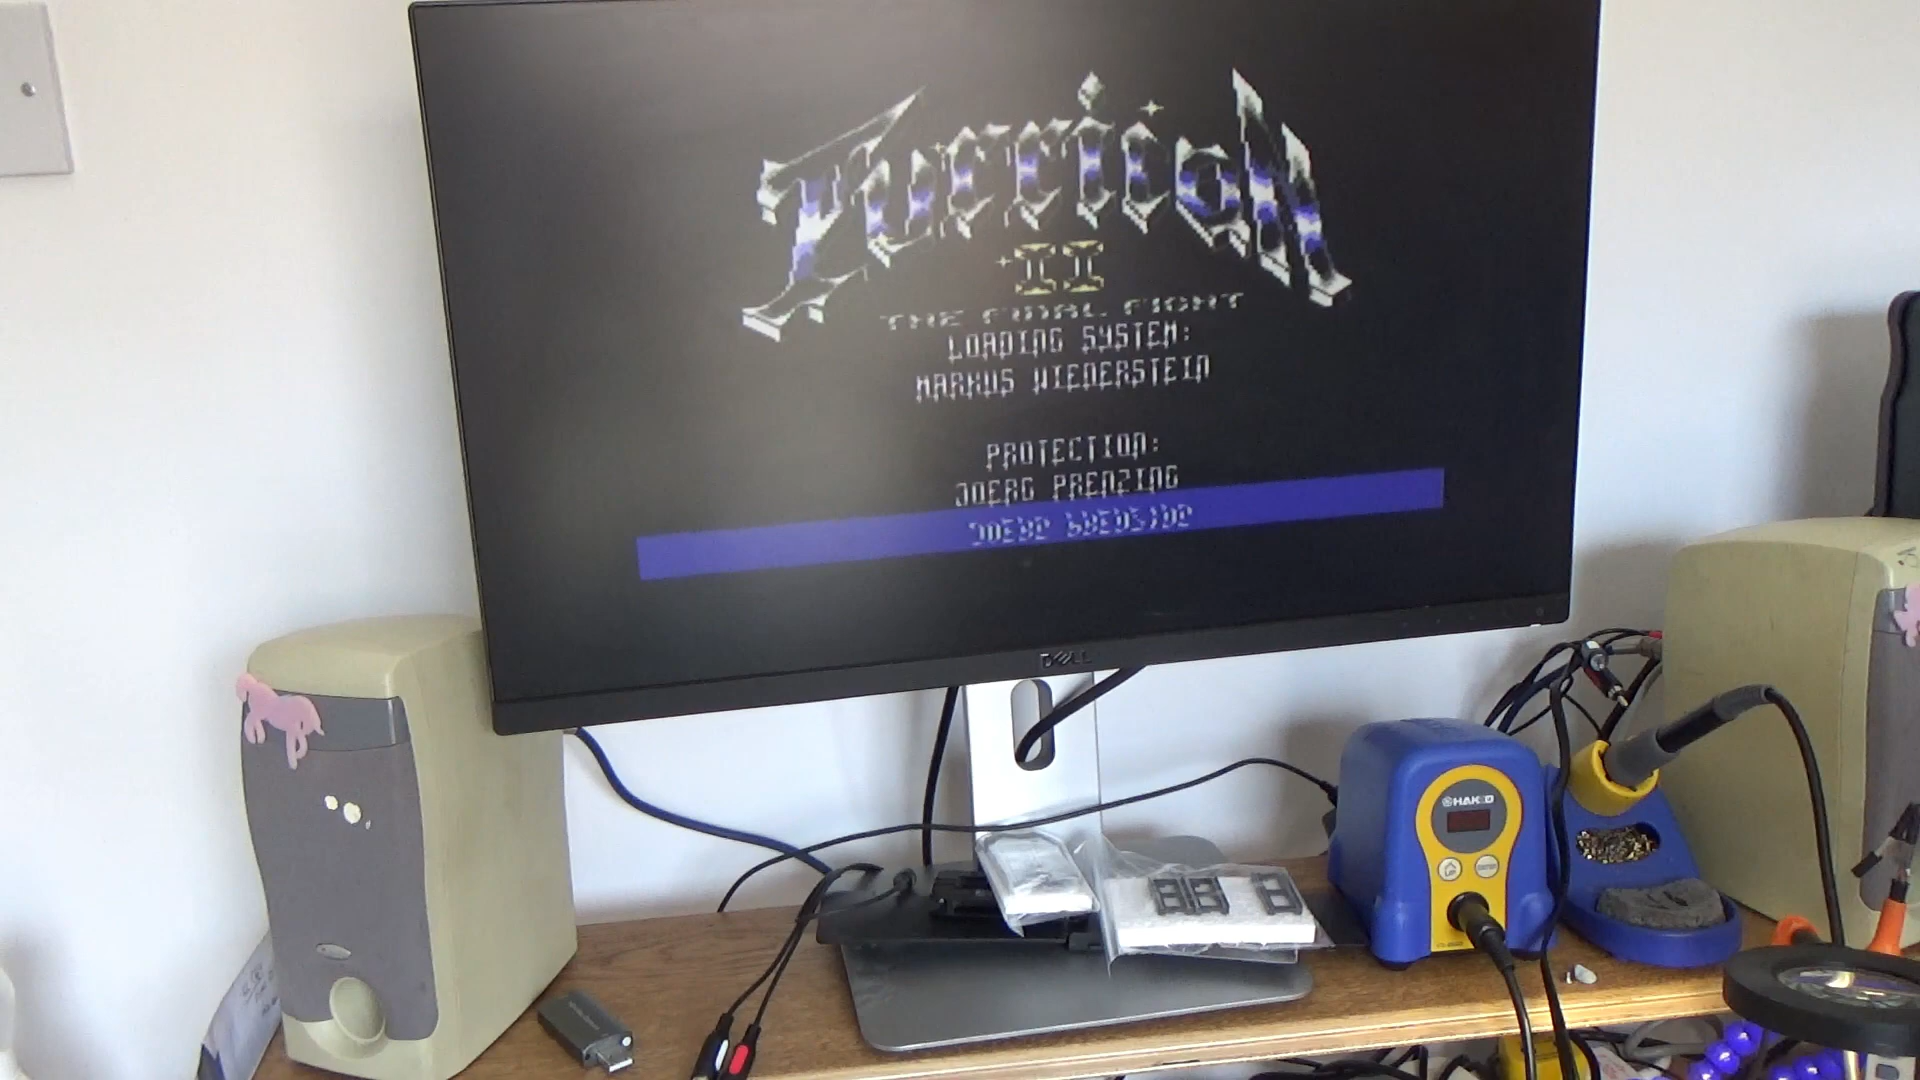 Turrican
II
THE FINAL FIGHT
LOADING SYSTEM:
MARKUS WIEDERSTEIN
PROTECTION:
JOERG PRENZING
DELL
HAKKO